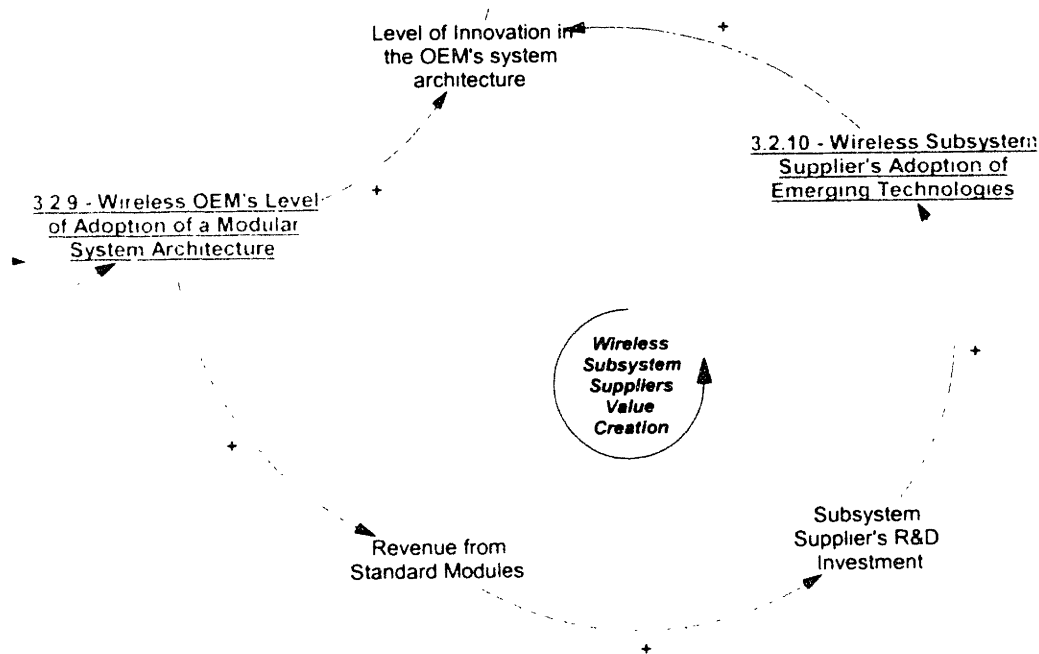 Level of Innovation in
the OEM's system
architecture
+
3.2.10 - Wireless Subsystem
Supplier's Adoption of
Emerging Technologies
+
3 2 9 - Wireless OEM's Level
of Adoption of a Modular
System Architecture
Wireless
Subsystem
Suppliers
Value
Creation
+
+
Subsystem
Supplier's R&D
Investment
Revenue from
Standard Modules
+